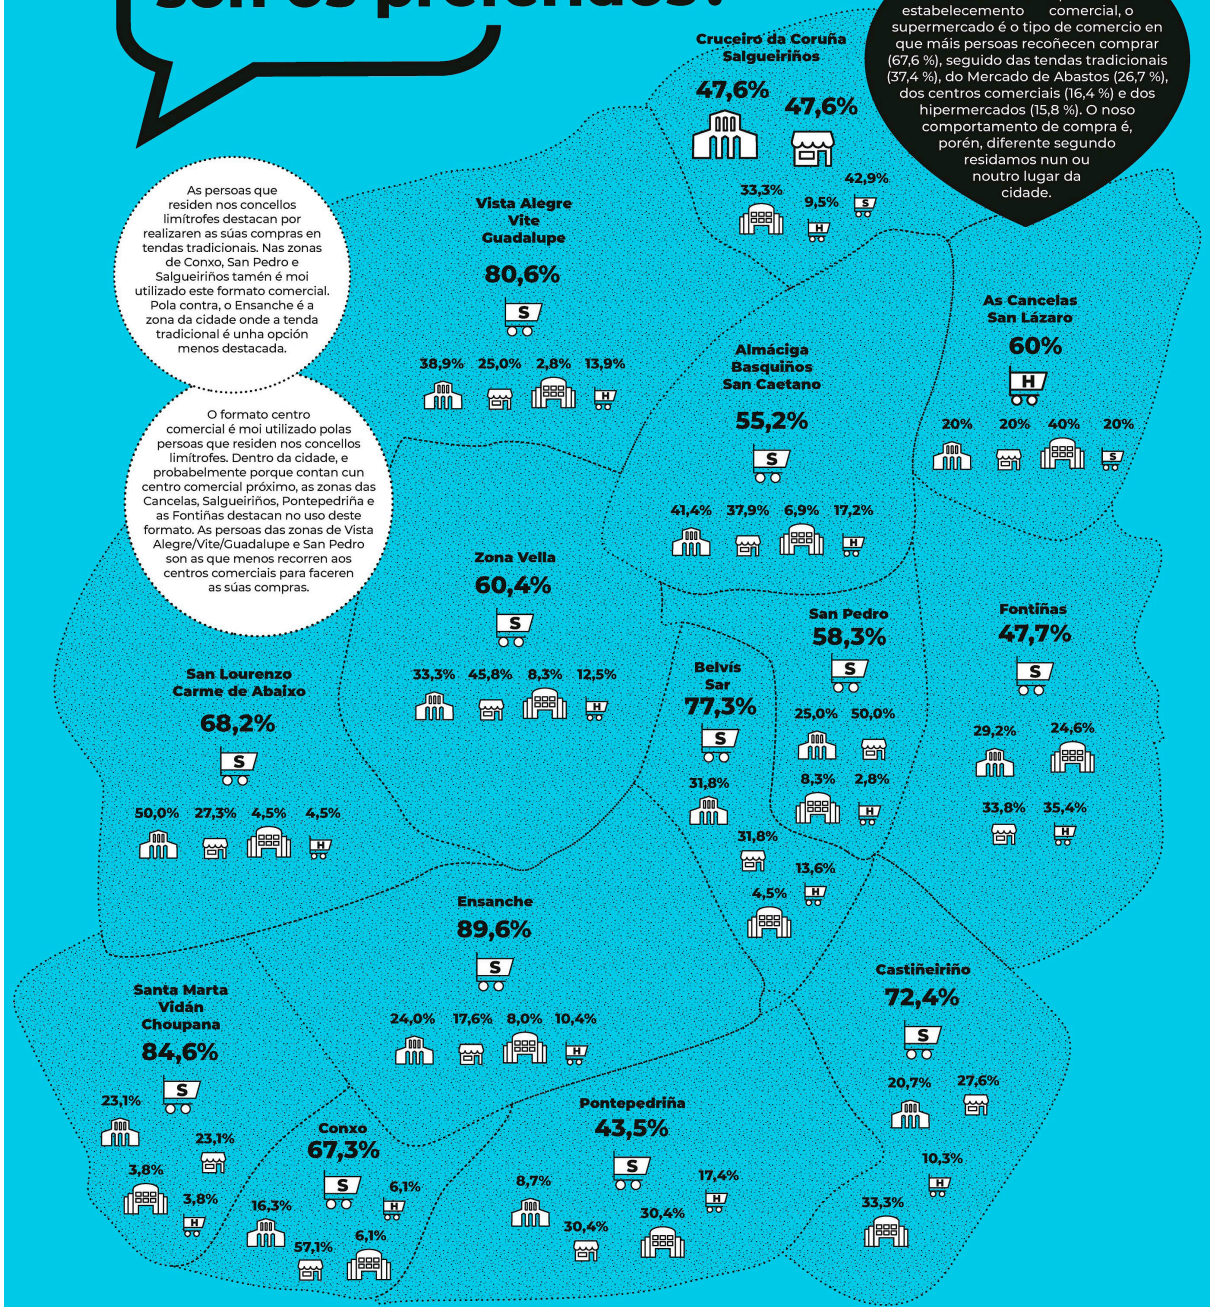 son os preferidos?
estabelecemento comercial, o
supermercado é o tipo de comercio en
que máis persoas recoñecen comprar
(67,6 %), seguido das tendas tradicionais
(37,4 %), do Mercado de Abastos (26,7 %),
dos centros comerciais (16,4 %) e dos
hipermercados (15,8 %). O noso
comportamento de compra é,
porén, diferente segundo
residamos nun ou
noutro lugar da
cidade.
As persoas que
residen nos concellos
limítrofes destacan por
realizaren as súas compras en
tendas tradicionais. Nas zonas
de Conxo, San Pedro e
Salgueiriños tamén é moi
utilizado este formato comercial.
Pola contra, o Ensanche é a
zona da cidade onde a tenda
tradicional é unha opción
menos destacada.
O formato centro
comercial é moi utilizado polas
persoas que residen nos concellos
limítrofes. Dentro da cidade, e
probabelmente porque contan cun
centro comercial próximo, as zonas das
Cancelas, Salgueiriños, Pontepedriña e
as Fontiñas destacan no uso deste
formato. As persoas das zonas de Vista
Alegre/Vite/Guadalupe e San Pedro
son as que menos recorren aos
centros comerciais para faceren
as súas compras.
Cruceiro da Coruña
Salgueiriños
47,6%
47,6%
33,3%
9,5%
H
42,9%
S
Vista Alegre
Vite
Guadalupe
80,6%
S
38,9% 25,0% 2,8% 13,9%
H
As Cancelas
San Lázaro
60%
H
20% 20% 40% 20%
S
Almáciga
Basquiños
San Caetano
55,2%
S
41,4% 37,9% 6,9% 17,2%
H
Zona Vella
60,4%
S
33,3% 45,8% 8,3% 12,5%
H
San Pedro
58,3%
S
25,0% 50,0%
8,3% 2,8%
H
Fontiñas
47,7%
S
29,2% 24,6%
33,8% 35,4%
H
Belvís
Sar
77,3%
S
31,8%
31,8%
13,6%
H
4,5%
San Lourenzo
Carme de Abaixo
68,2%
S
50,0% 27,3% 4,5% 4,5%
H
Ensanche
89,6%
S
24,0% 17,6% 8,0% 10,4%
H
Castiñeiriño
72,4%
S
20,7% 27,6%
10,3%
H
33,3%
Santa Marta
Vidán
Choupana
84,6%
S
23,1%
23,1%
3,8%
3,8%
H
Conxo
67,3%
S
6,1%
H
16,3%
57,1%
6,1%
Pontepedriña
43,5%
S
8,7%
17,4%
H
30,4%
30,4%